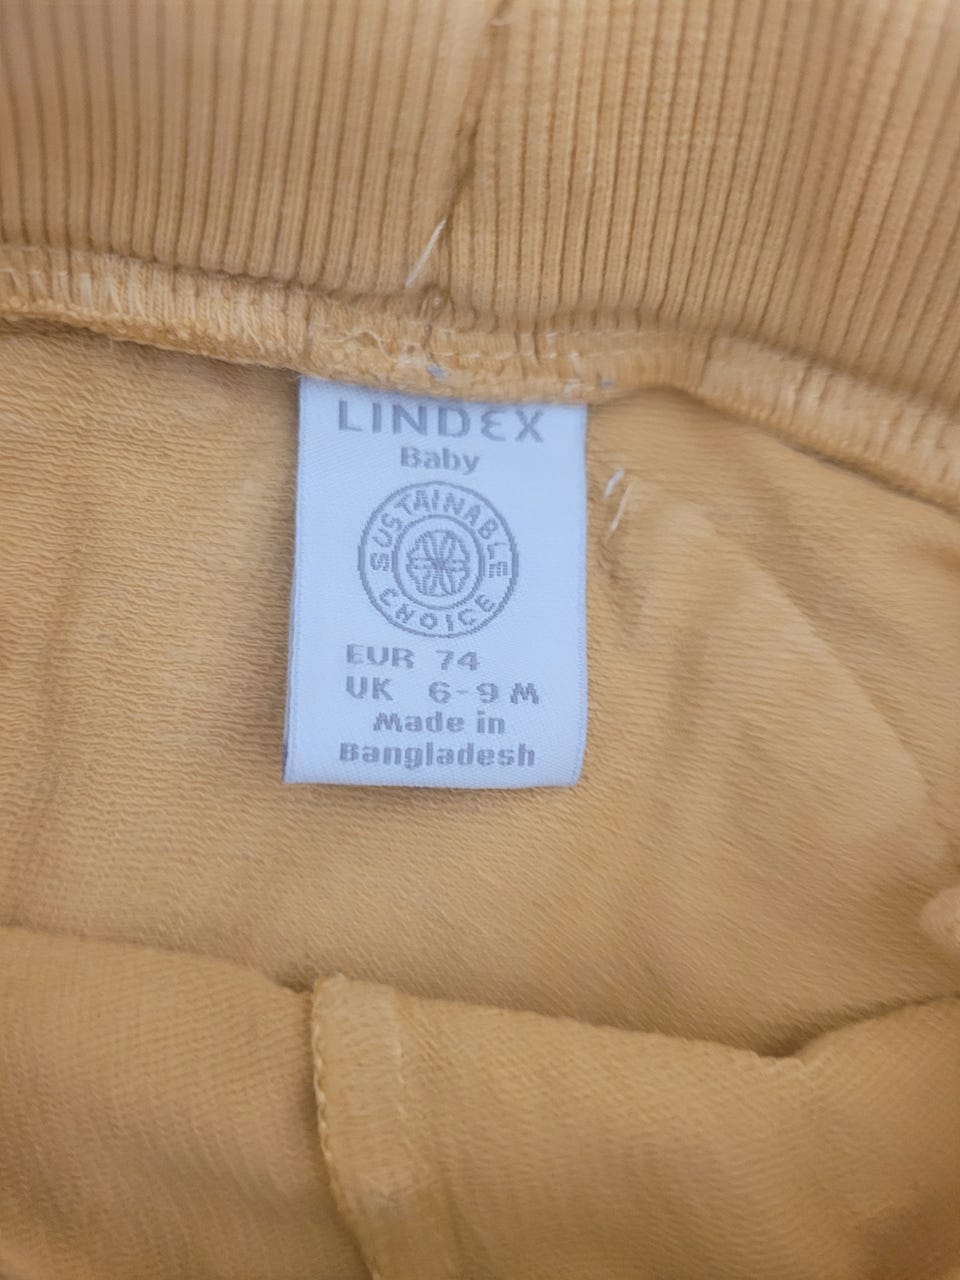 LINDEX
Baby
SUSTAINABLE
CHOICE
EUR 74
UK 6-9 M
Made in
Bangladesh